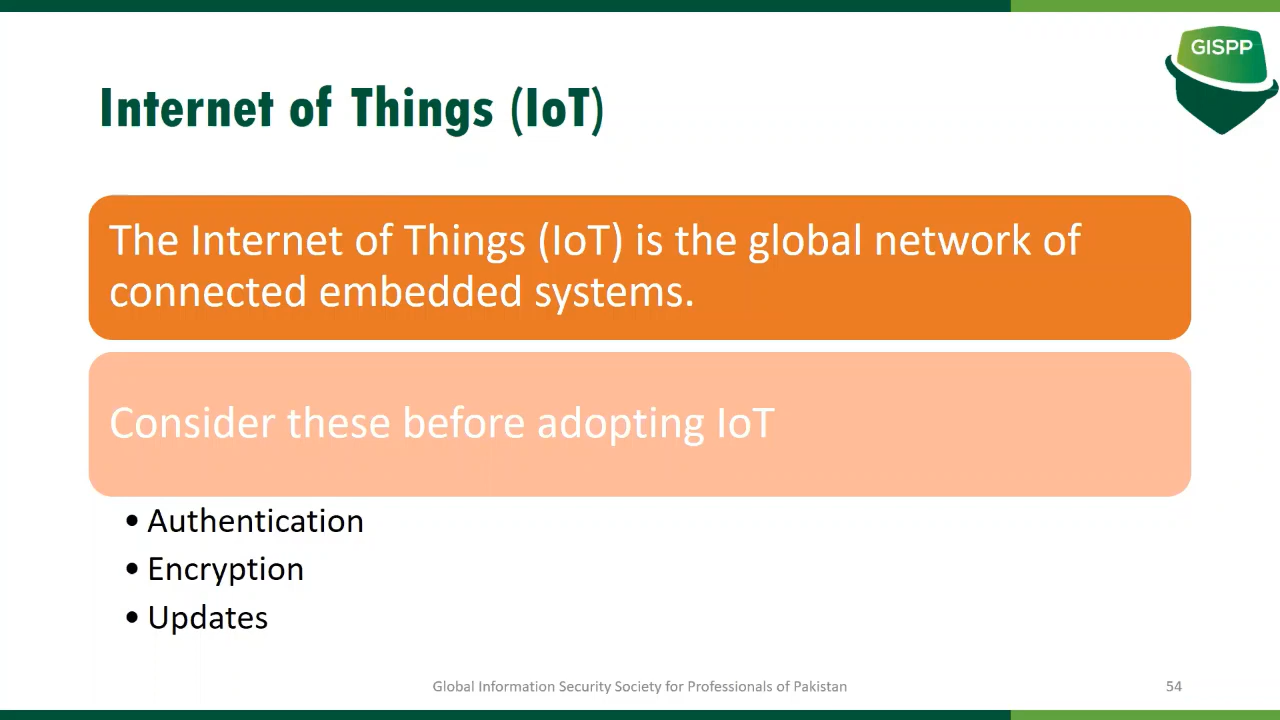 GISPP
Internet of Things (IoT)
The Internet of Things (IoT) is the global network of
connected embedded systems.
Consider these before adopting IoT
• Authentication
• Encryption
• Updates
Global Information Security Society for Professionals of Pakistan
54